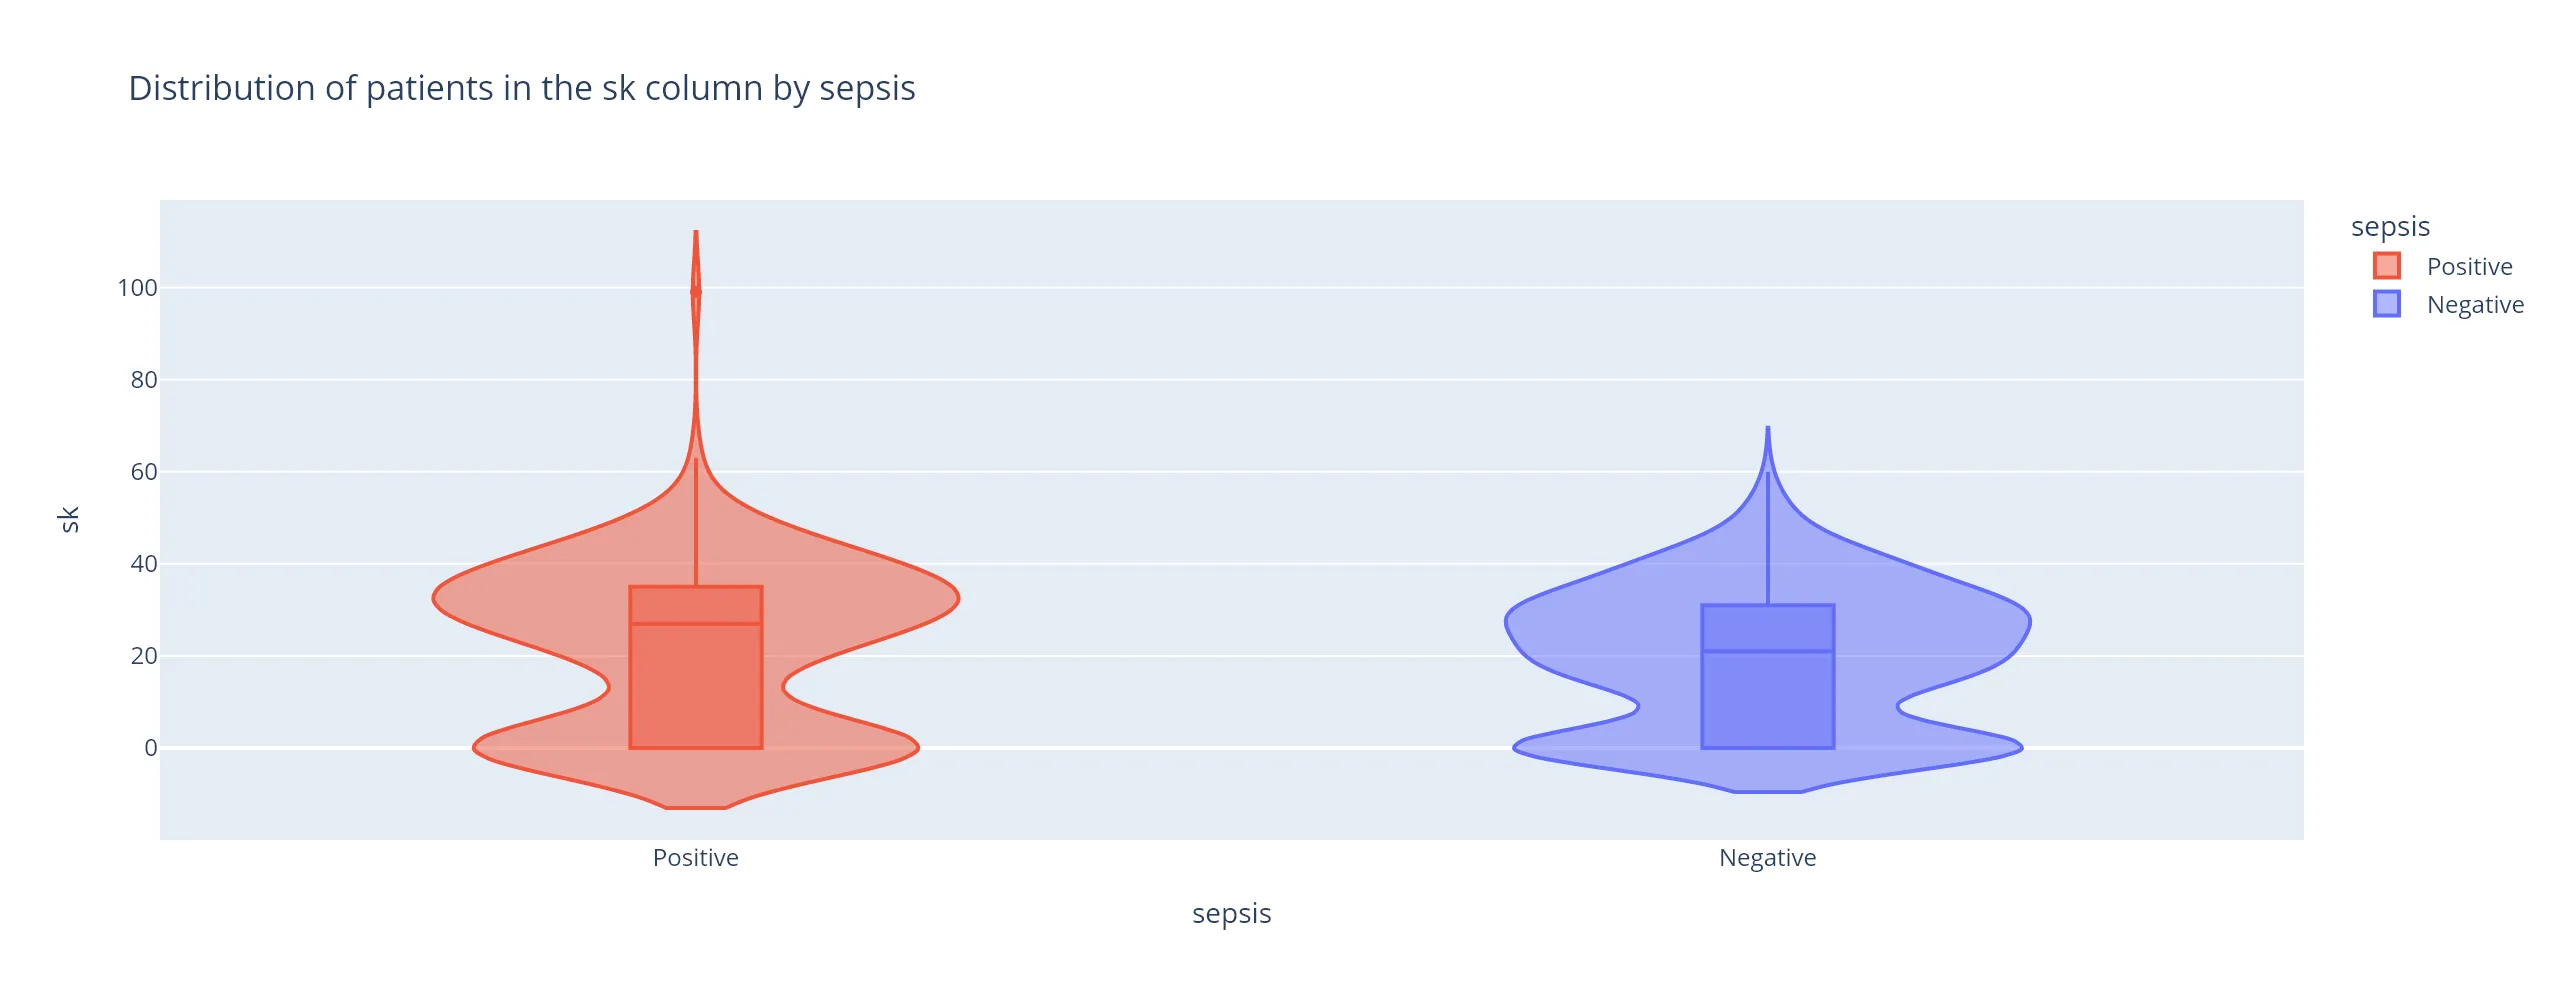 Distribution of patients in the sk column by sepsis
sepsis
Positive
Negative
100
80
60
40
20
0
sk
Positive
Negative
sepsis